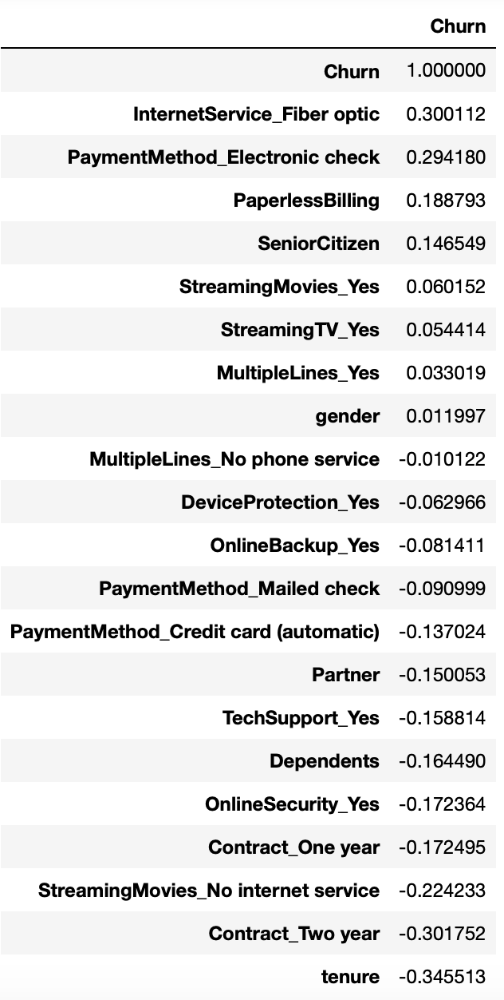 Churn
Churn 1.000000
InternetService_Fiber optic 0.300112
PaymentMethod_Electronic check 0.294180
PaperlessBilling 0.188793
SeniorCitizen 0.146549
StreamingMovies_Yes 0.060152
StreamingTV_Yes 0.054414
MultipleLines_Yes 0.033019
gender 0.011997
MultipleLines_No phone service -0.010122
DeviceProtection_Yes -0.062966
OnlineBackup_Yes -0.081411
PaymentMethod_Mailed check -0.090999
PaymentMethod_Credit card (automatic) -0.137024
Partner -0.150053
TechSupport_Yes -0.158814
Dependents -0.164490
OnlineSecurity_Yes -0.172364
Contract_One year -0.172495
StreamingMovies_No internet service -0.224233
Contract_Two year -0.301752
tenure -0.345513